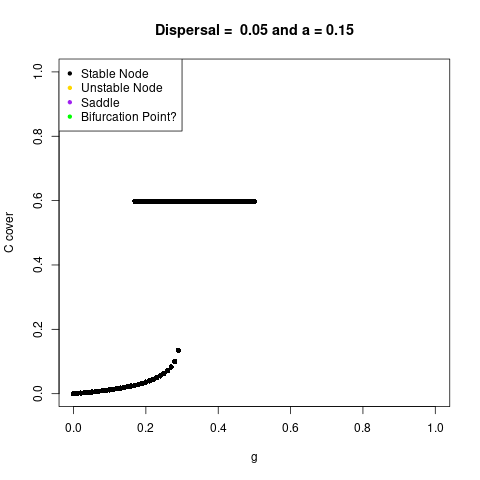 Dispersal =  0.05 and a = 0.15
Stable Node
Unstable Node
Saddle
Bifurcation Point?
C cover
1.0
0.8
0.6
0.4
0.2
0.0
0.0 0.2 0.4 0.6 0.8 1.0
g